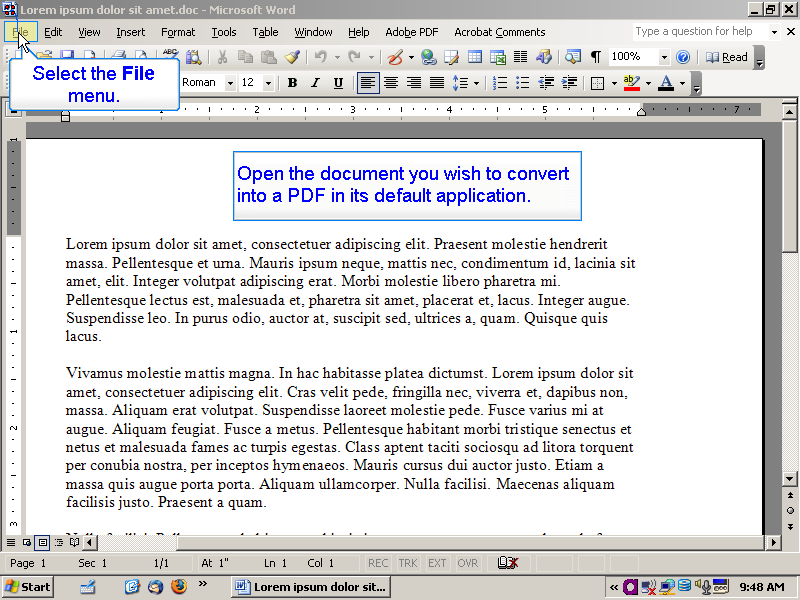 Lorem ipsum dolor sit amet.doc - Microsoft Word
File Edit View Insert Format Tools Table Window Help Adobe PDF Acrobat Comments Type a question for help
ABC 100% Read
Select the File
menu.
Roman 12 B I U
1 2 3 4 5 7
Open the document you wish to convert
into a PDF in its default application.
Lorem ipsum dolor sit amet, consectetuer adipiscing elit. Praesent molestie hendrerit
massa. Pellentesque et urna. Mauris ipsum neque, mattis nec, condimentum id, lacinia sit
amet, elit. Integer volutpat adipiscing erat. Morbi molestie libero pharetra mi.
Pellentesque lectus est, malesuada et, pharetra sit amet, placerat et, lacus. Integer augue.
Suspendisse leo. In purus odio, auctor at, suscipit sed, ultrices a, quam. Quisque quis
lacus.
Vivamus molestie mattis magna. In hac habitasse platea dictumst. Lorem ipsum dolor sit
amet, consectetuer adipiscing elit. Cras velit pede, fringilla nec, viverra et, dapibus non,
massa. Aliquam erat volutpat. Suspendisse laoreet molestie pede. Fusce varius mi at
augue. Aliquam feugiat. Fusce a metus. Pellentesque habitant morbi tristique senectus et
netus et malesuada fames ac turpis egestas. Class aptent taciti sociosqu ad litora torquent
per conubia nostra, per inceptos hymenaeos. Mauris cursus dui auctor justo. Etiam a
massa quis augue porta porta. Aliquam ullamcorper. Nulla facilisi. Maecenas aliquam
facilisis justo. Praesent a quam.
Page 1 Sec 1 1/1 At 1" Ln 1 Col 1 REC TRK EXT OVR
Start Lorem ipsum dolor sit... 9:48 AM